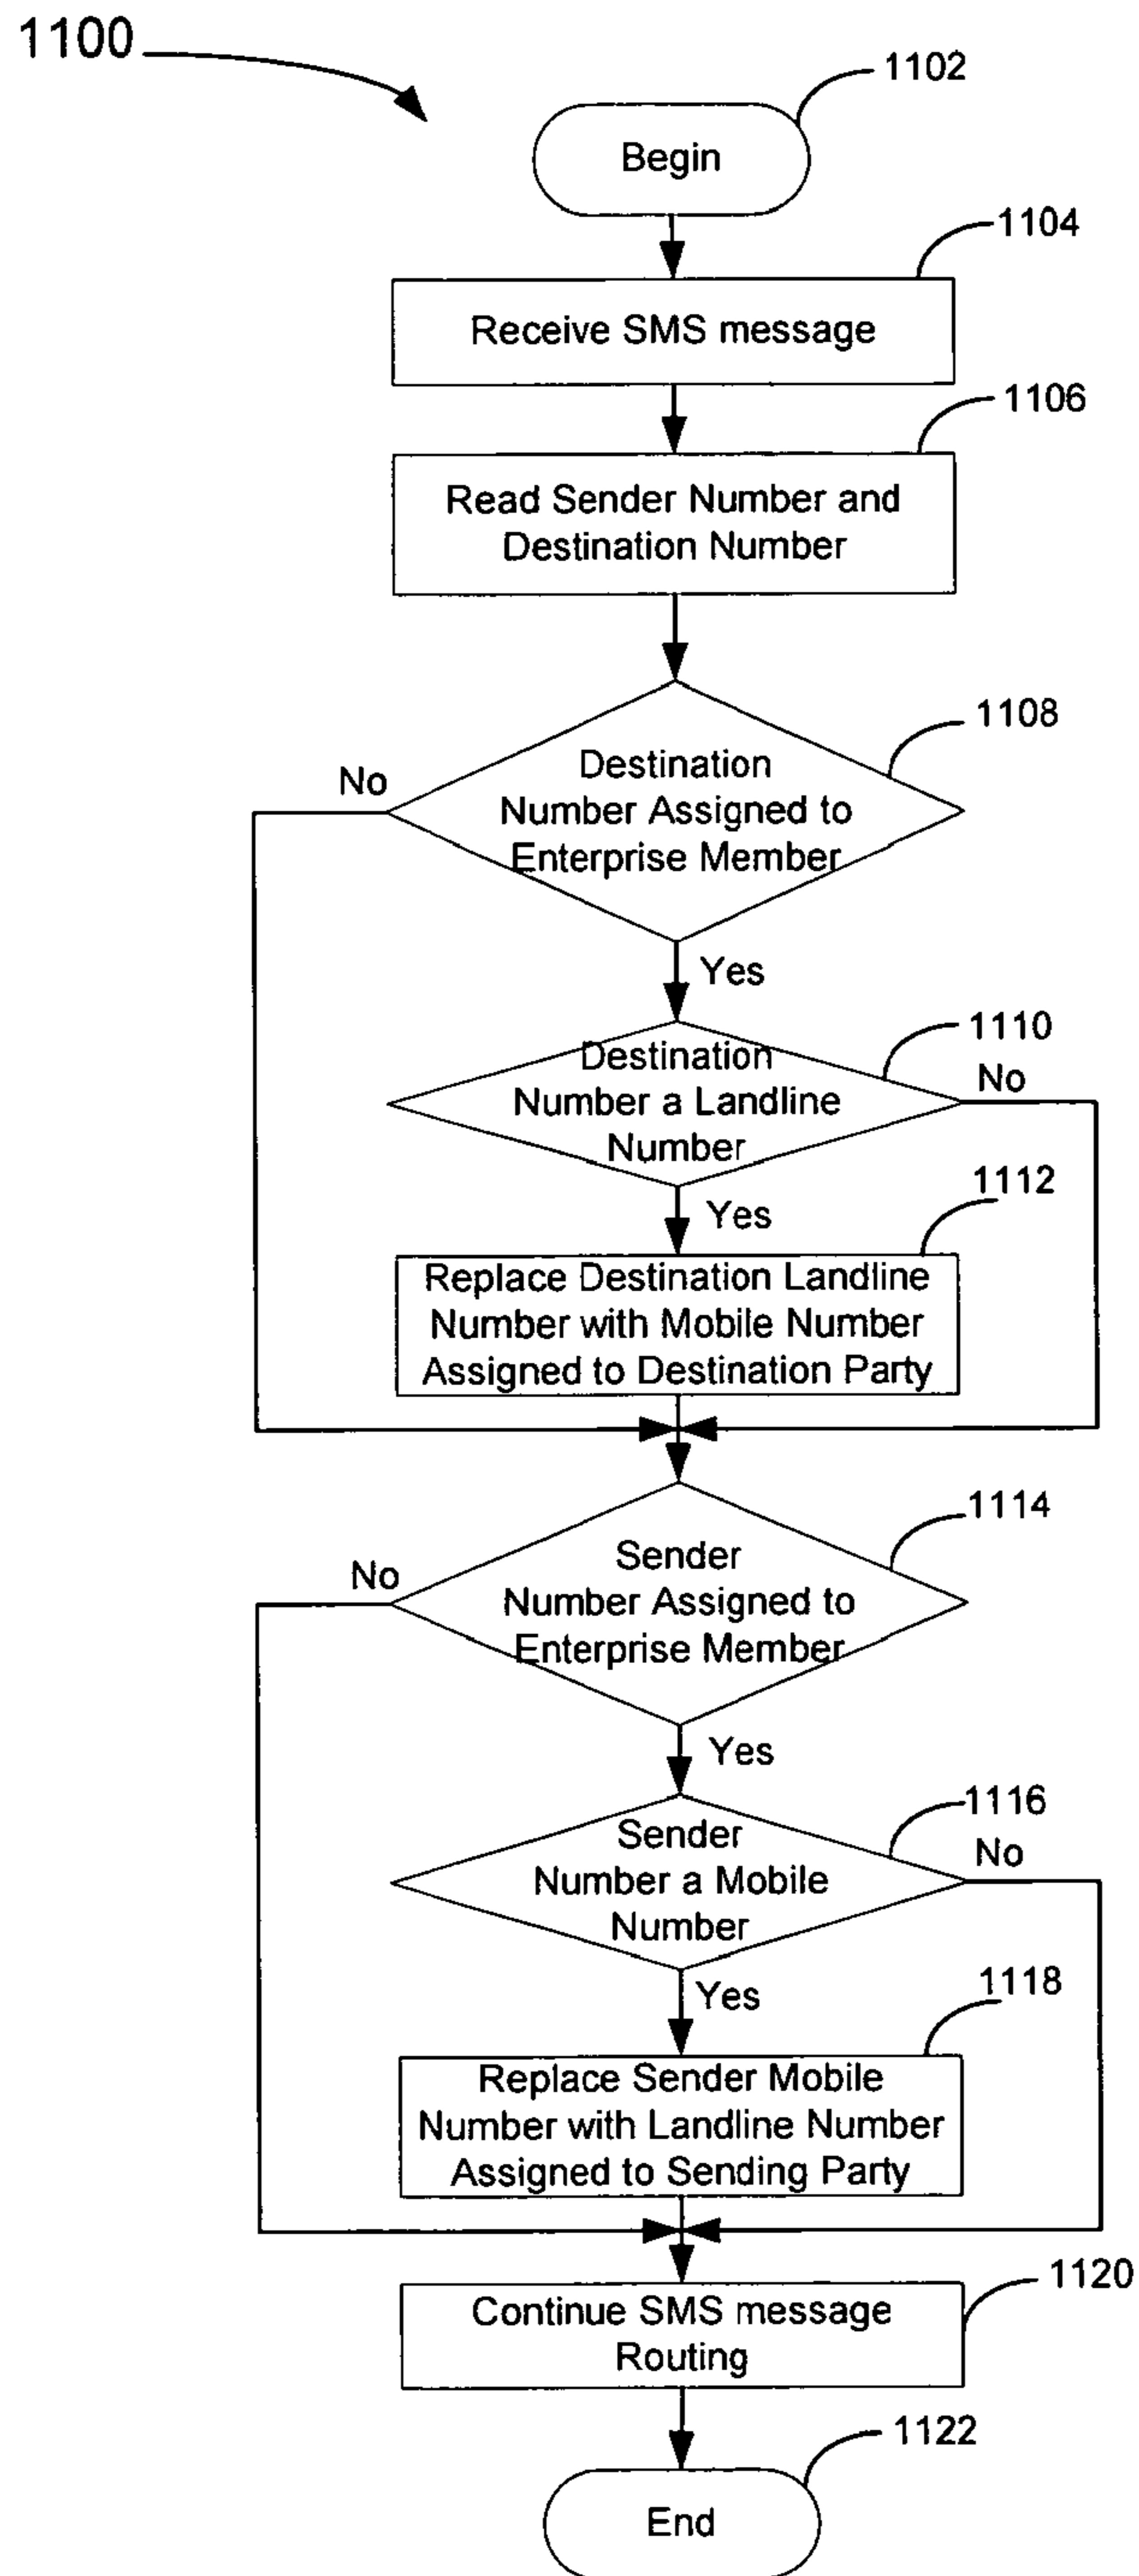 1100
1102
Begin
1104
Receive SMS message
1106
Read Sender Number and
Destination Number
1108
No
Destination
Number Assigned to
Enterprise Member
Yes
1110
Destination
Number a Landline
Number
No
Yes
1112
Replace Destination Landline
Number with Mobile Number
Assigned to Destination Party
1114
No
Sender
Number Assigned to
Enterprise Member
Yes
1116
Sender
Number a Mobile
Number
No
Yes
1118
Replace Sender Mobile
Number with Landline Number
Assigned to Sending Party
1120
Continue SMS message
Routing
1122
End